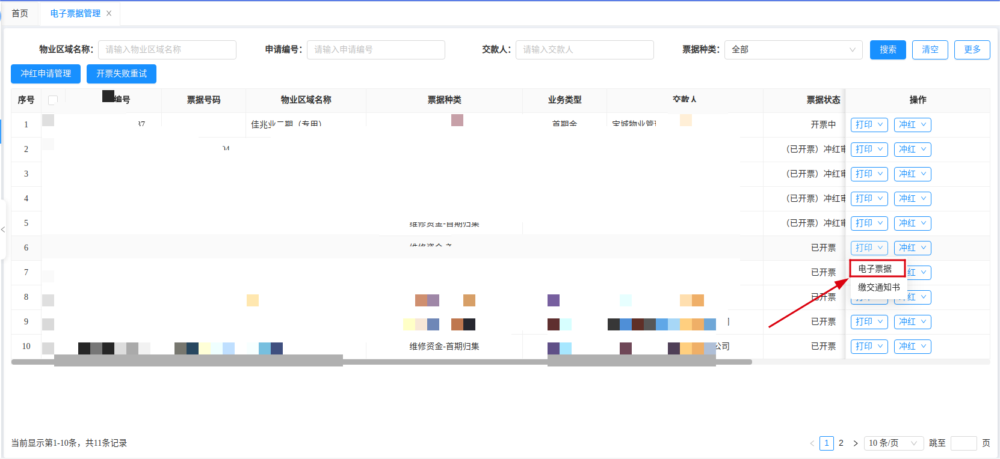 首页 电子票据管理
物业区域名称： 请输入物业区域名称 申请编号： 请输入申请编号 交款人： 请输入交款人 票据种类： 全部 搜索 清空 更多
冲红申请管理 开票失败重试
序号 编号 票据号码 物业区域名称 票据种类 业务类型 交款人 票据状态 操作
1 37 佳兆业二期（专用） 首期金 宝城物业管 开票中 打印 冲红
2 04 （已开票）冲红审 打印 冲红
3 （已开票）冲红审 打印 冲红
4 （已开票）冲红审 打印 冲红
5 维修资金-首期归集 （已开票）冲红审 打印 冲红
6 维修资金-首 已开票 打印 冲红
7 已开票 电子票据 红
8 已开票 缴交通知书 红
9 已开票 打印 冲红
10 维修资金-首期归集 公司 已开票 打印 冲红
当前显示第1-10条，共11条记录 1 2 10 条/页 跳至 页